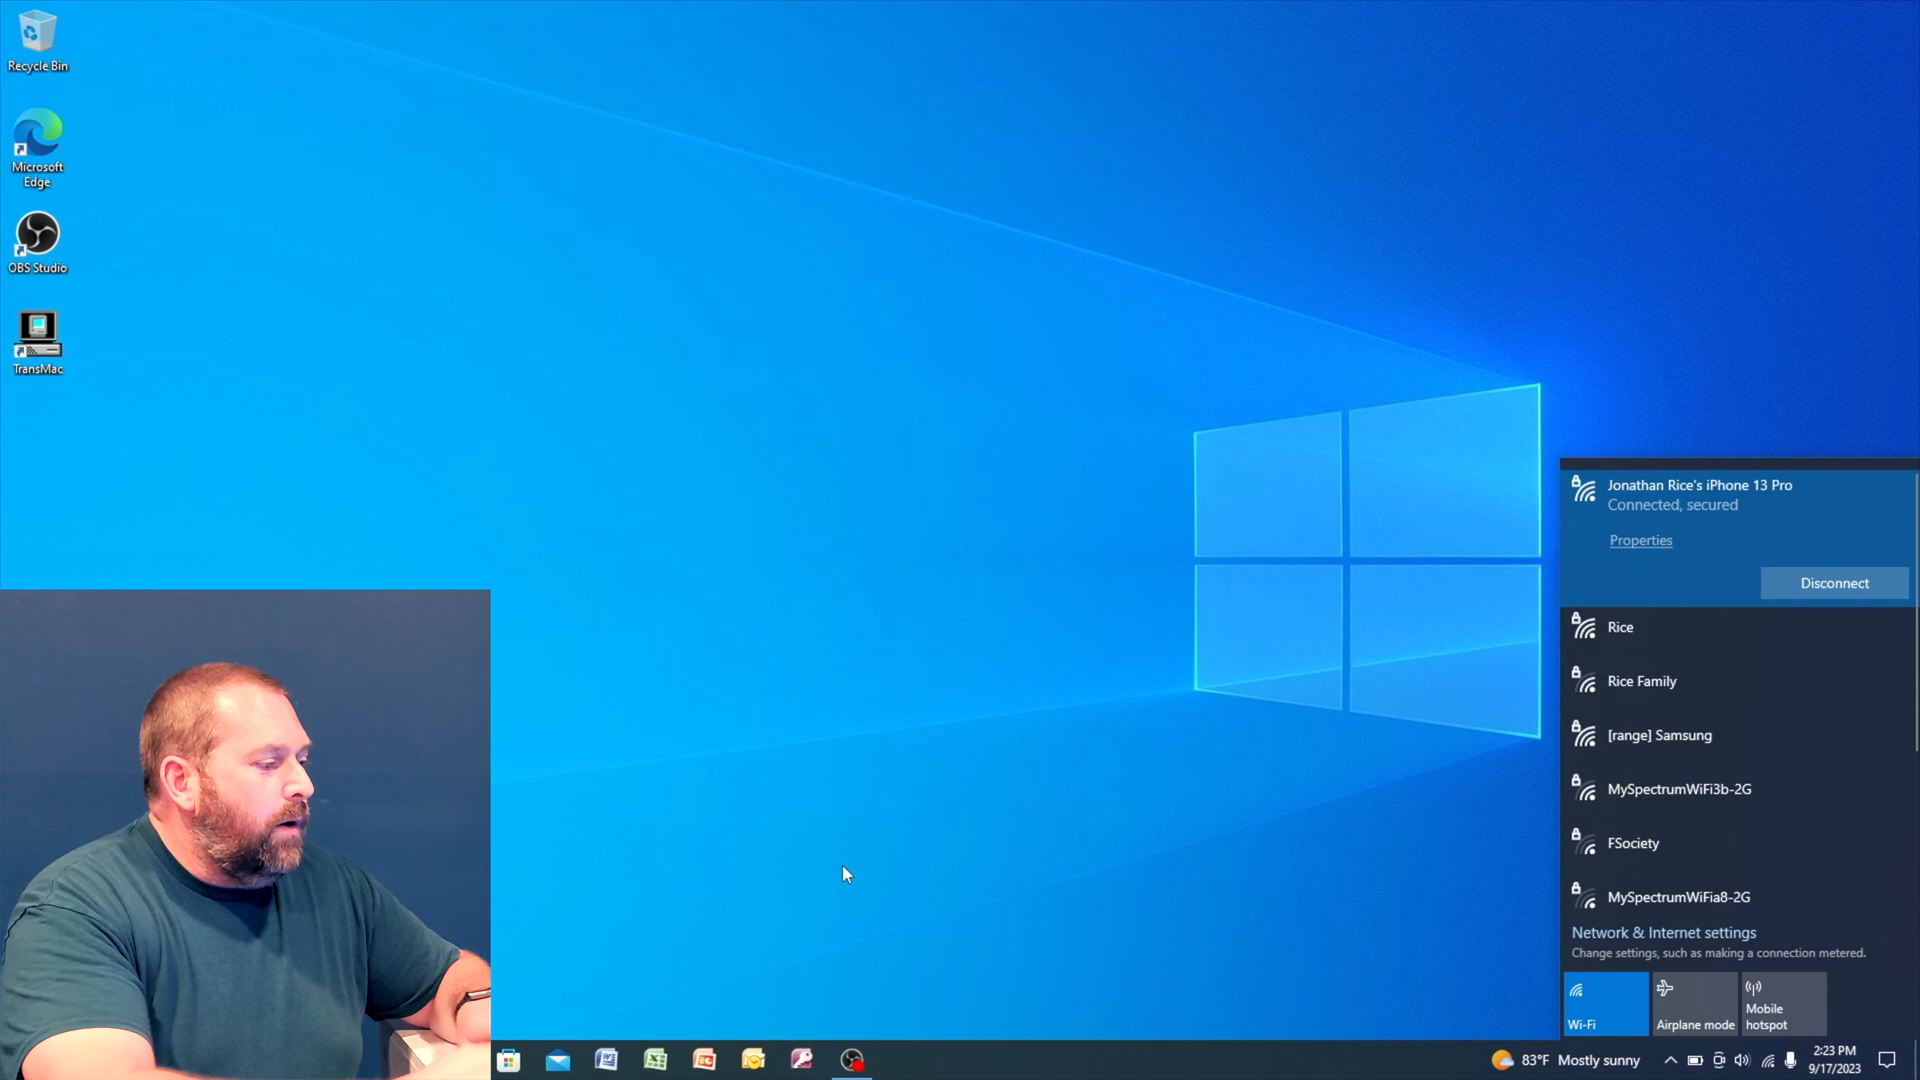 Recycle Bin
Microsoft
Edge
OBS Studio
TransMac
Jonathan Rice's iPhone 13 Pro
Connected, secured
Properties
Disconnect
Rice
Rice Family
[range] Samsung
MySpectrumWiFi3b-2G
FSociety
MySpectrumWiFia8-2G
Network & Internet settings
Change settings, such as making a connection metered.
Wi-Fi
Airplane mode
Mobile
hotspot
83°F Mostly sunny
2:23 PM
9/17/2023